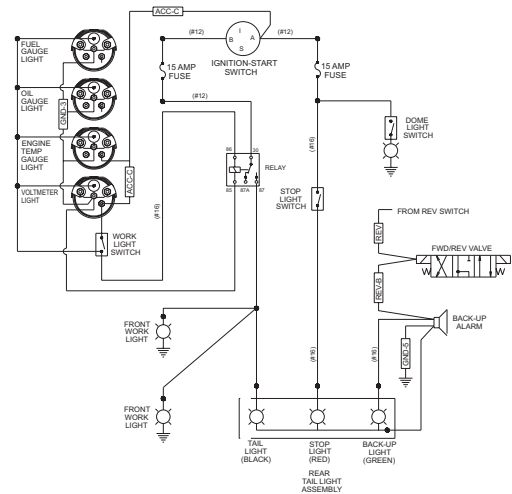 ACC-C
FUEL
GAUGE
LIGHT
OIL
GAUGE
LIGHT
GND-3
ENGINE
TEMP
GAUGE
LIGHT
VOLTMETER
LIGHT
ACC-C
WORK
LIGHT
SWITCH
(#16)
(#12)
I
B
A
S
(#12)
IGNITION-START
SWITCH
15 AMP
FUSE
15 AMP
FUSE
(#12)
86
30
RELAY
85
87A
87
(#16)
DOME
LIGHT
SWITCH
STOP
LIGHT
SWITCH
FROM REV SWITCH
REV
FWD/REV VALVE
REV-B
BACK-UP
ALARM
GND-5
FRONT
WORK
LIGHT
(#16)
(#16)
FRONT
WORK
LIGHT
TAIL
LIGHT
(BLACK)
STOP
LIGHT
(RED)
BACK-UP
LIGHT
(GREEN)
REAR
TAIL LIGHT
ASSEMBLY